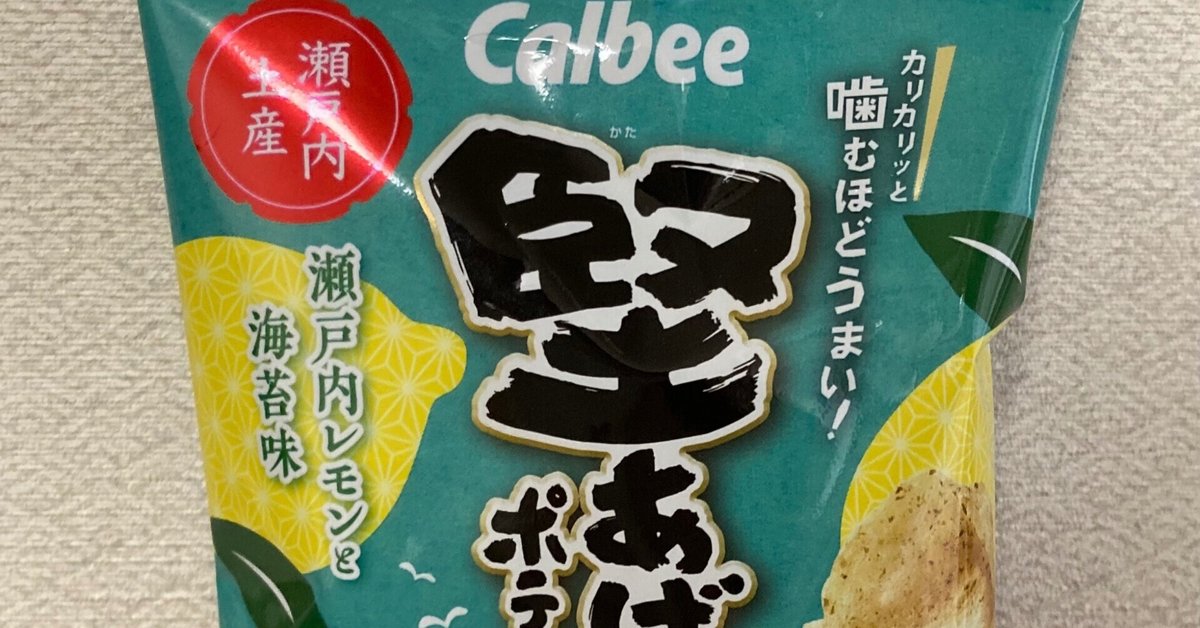 Calbee
瀬戸内
土産
カリカリッと
噛むほどうまい!
かた
堅あげ
ポテ
瀬戸内レモンと
海苔味